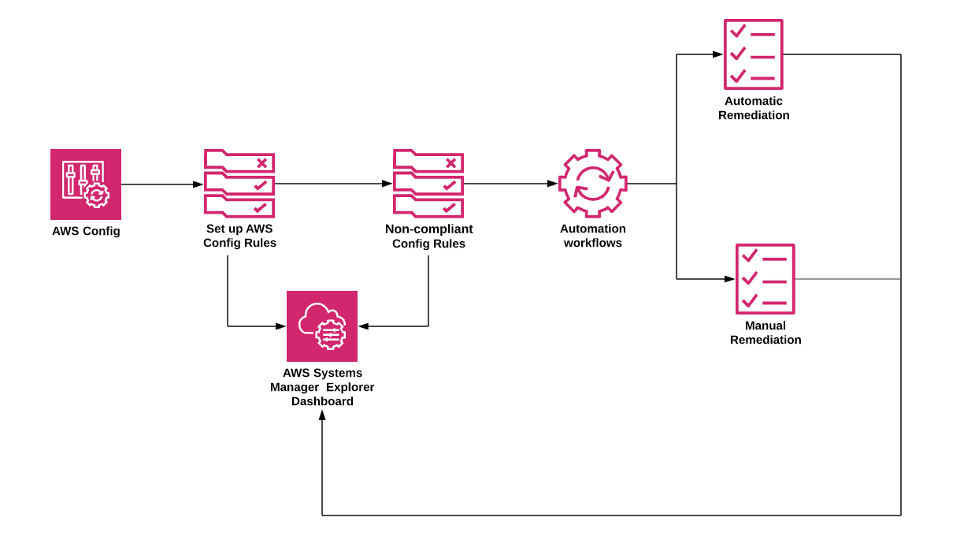 Automatic
Remediation
AWS Config
Set up AWS
Config Rules
Non-compliant
Config Rules
Automation
workflows
Manual
Remediation
AWS Systems
Manager Explorer
Dashboard